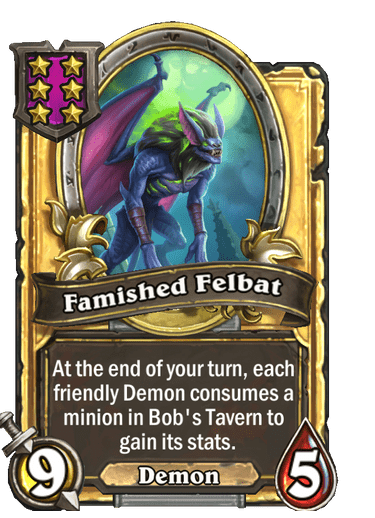 Famished Felbat
At the end of your turn, each
friendly Demon consumes a
minion in Bob's Tavern to
gain its stats.
9
Demon
5